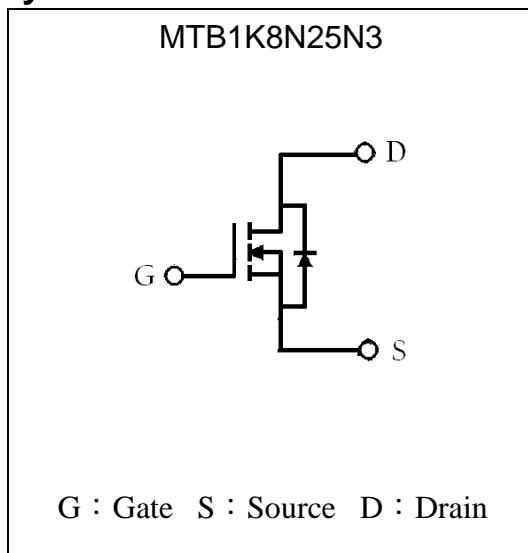 MTB1K8N25N3
D
G
S
G：Gate S：Source D：Drain